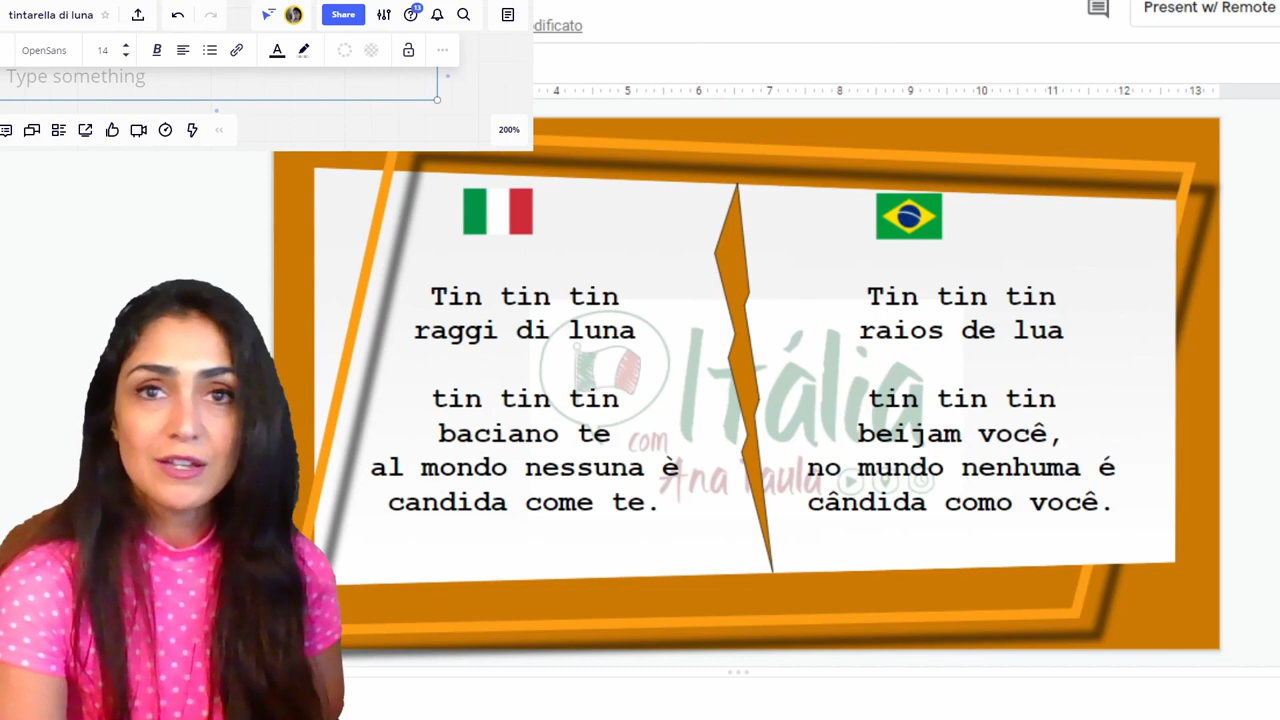 tintarella di luna
Share
13
OpenSans
14
B
A
Type something
200%
dificato
Present w/ Remote
4 5 6 7 8 9 10 11 12 13
Tin tin tin
raggi di luna
tin tin tin
baciano te
al mondo nessuna è
candida come te.
Tin tin tin
raios de lua
tin tin tin
beijam você,
no mundo nenhuma é
cândida como você.
Itália
com
Ana Paula